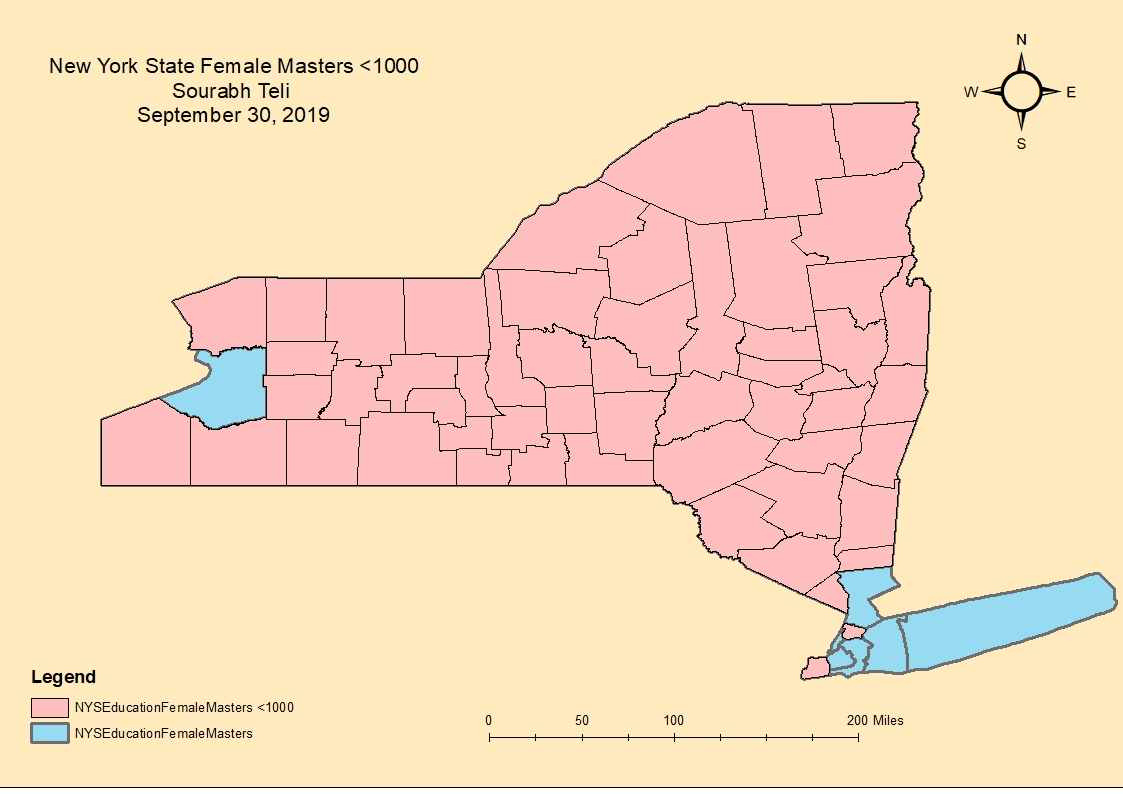 New York State Female Masters <1000
Sourabh Teli
September 30, 2019
N
W E
S
Legend
NYSEducationFemaleMasters <1000
NYSEducationFemaleMasters
0 50 100 200 Miles